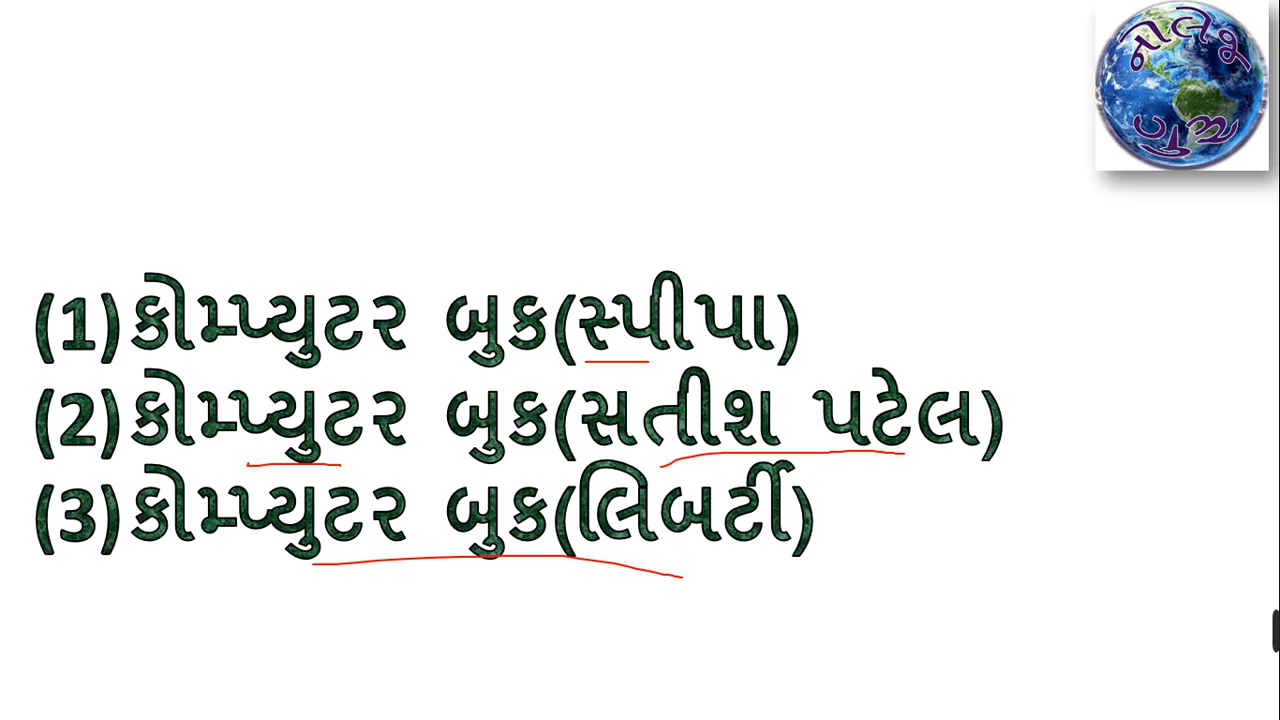 નોલેજ
ગુરૂ
(1)કોમ્પ્યુટર બુક(સ્પીપા)
(2)કોમ્પ્યુટર બુક(સતીશ પટેલ)
(3)કોમ્પ્યુટર બુક(લિબર્ટી)